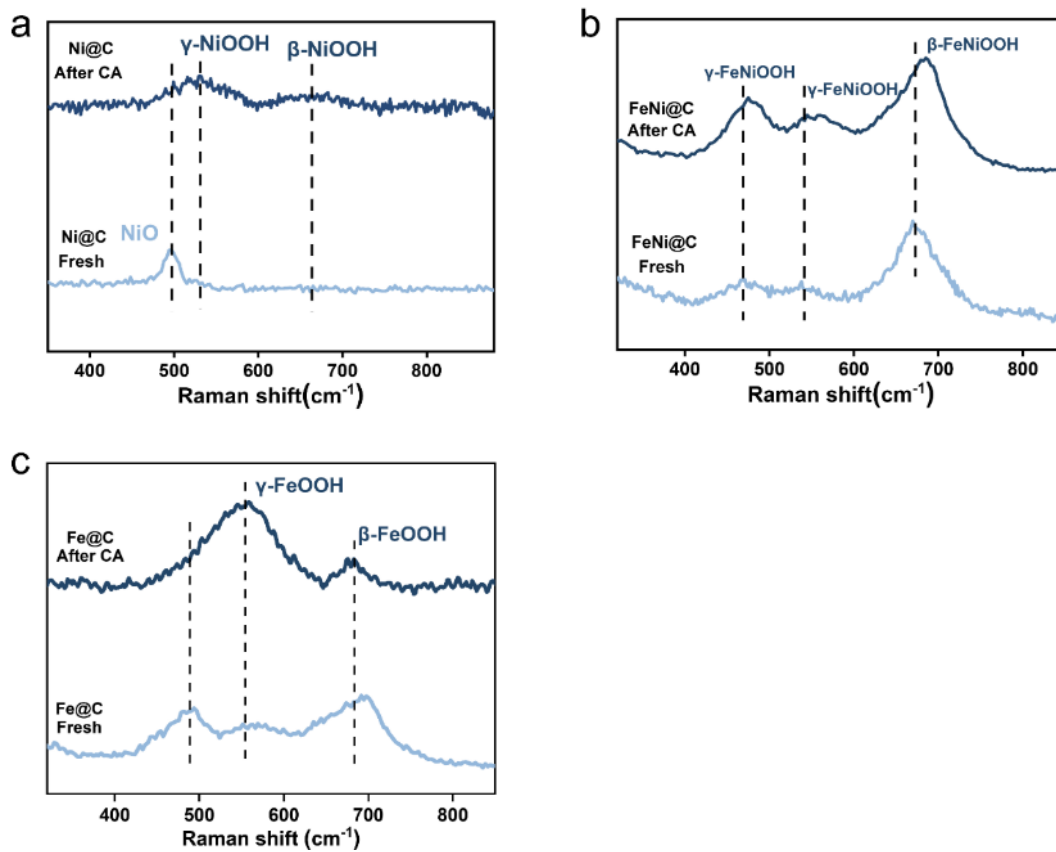 a
Ni@C
After CA
γ-NiOOH
β-NiOOH
NiO
Ni@C
Fresh
400 500 600 700 800
Raman shift(cm-1)
b
FeNi@C
After CA
γ-FeNiOOH
γ-FeNiOOH
β-FeNiOOH
FeNi@C
Fresh
400 500 600 700 800
Raman shift(cm-1)
c
Fe@C
After CA
γ-FeOOH
β-FeOOH
Fe@C
Fresh
400 500 600 700 800
Raman shift (cm-1)